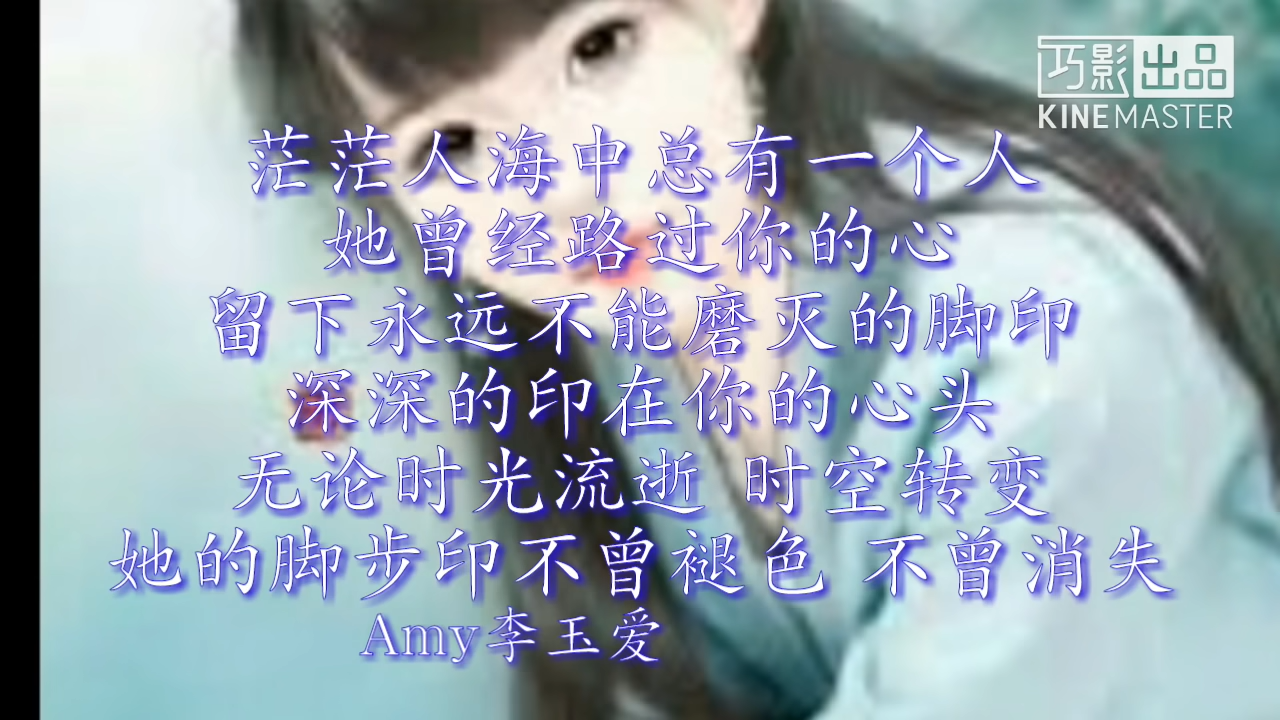 巧影出品
KINEMASTER
茫茫人海中总有一个人
她曾经路过你的心
留下永远不能磨灭的脚印
深深的印在你的心头
无论时光流逝 时空转变
她的脚步印不曾褪色 不曾消失
Amy李玉爱